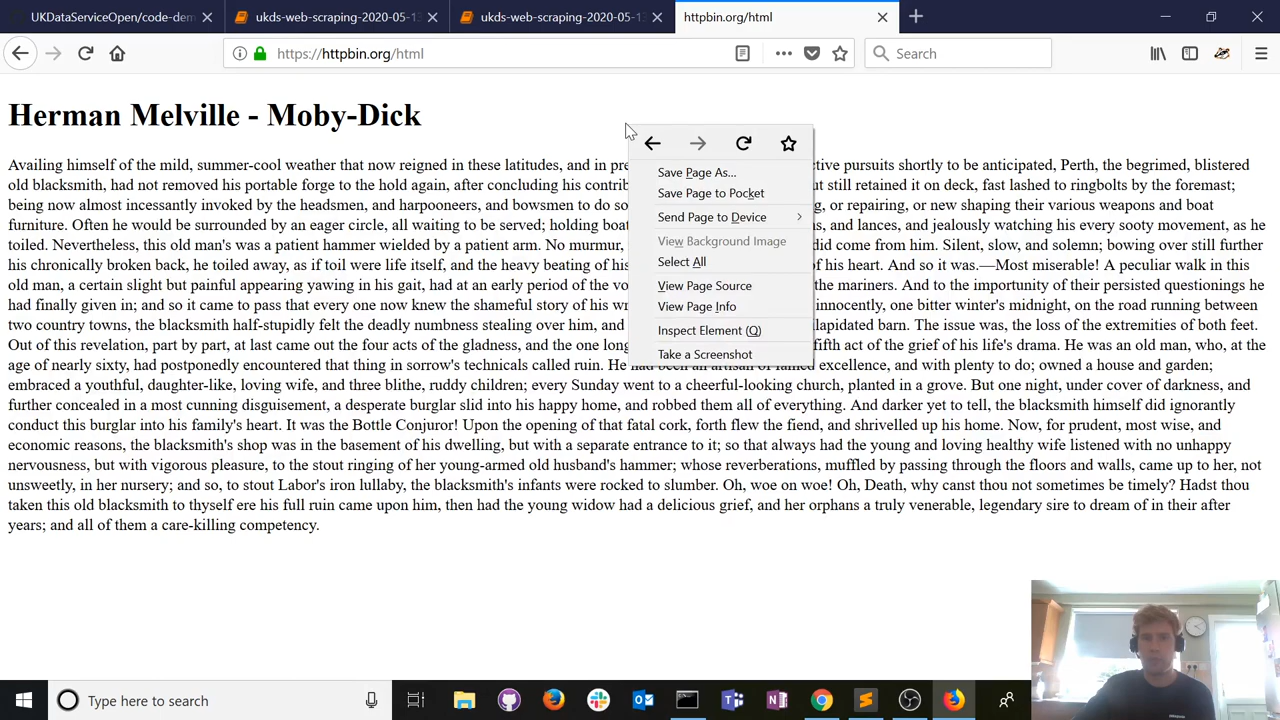 UKDataServiceOpen/code-dem
ukds-web-scraping-2020-05-1
ukds-web-scraping-2020-05-1
httpbin.org/html
https://httpbin.org/html
Search
Herman Melville - Moby-Dick
Availing himself of the mild, summer-cool weather that now reigned in these latitudes, and in pre ctive pursuits shortly to be anticipated, Perth, the begrimed, blistered
old blacksmith, had not removed his portable forge to the hold again, after concluding his contrib ut still retained it on deck, fast lashed to ringbolts by the foremast;
being now almost incessantly invoked by the headsmen, and harpooneers, and bowsmen to do so g, or repairing, or new shaping their various weapons and boat
furniture. Often he would be surrounded by an eager circle, all waiting to be served; holding boat ns, and lances, and jealously watching his every sooty movement, as he
toiled. Nevertheless, this old man's was a patient hammer wielded by a patient arm. No murmur, did come from him. Silent, slow, and solemn; bowing over still further
his chronically broken back, he toiled away, as if toil were life itself, and the heavy beating of his of his heart. And so it was.—Most miserable! A peculiar walk in this
old man, a certain slight but painful appearing yawing in his gait, had at an early period of the vo the mariners. And to the importunity of their persisted questionings he
had finally given in; and so it came to pass that every one now knew the shameful story of his wr innocently, one bitter winter's midnight, on the road running between
two country towns, the blacksmith half-stupidly felt the deadly numbness stealing over him, and lapidated barn. The issue was, the loss of the extremities of both feet.
Out of this revelation, part by part, at last came out the four acts of the gladness, and the one long fifth act of the grief of his life's drama. He was an old man, who, at the
age of nearly sixty, had postponedly encountered that thing in sorrow's technicals called ruin. He had been an artisan of famed excellence, and with plenty to do; owned a house and garden;
embraced a youthful, daughter-like, loving wife, and three blithe, ruddy children; every Sunday went to a cheerful-looking church, planted in a grove. But one night, under cover of darkness, and
further concealed in a most cunning disguisement, a desperate burglar slid into his happy home, and robbed them all of everything. And darker yet to tell, the blacksmith himself did ignorantly
conduct this burglar into his family's heart. It was the Bottle Conjuror! Upon the opening of that fatal cork, forth flew the fiend, and shrivelled up his home. Now, for prudent, most wise, and
economic reasons, the blacksmith's shop was in the basement of his dwelling, but with a separate entrance to it; so that always had the young and loving healthy wife listened with no unhappy
nervousness, but with vigorous pleasure, to the stout ringing of her young-armed old husband's hammer; whose reverberations, muffled by passing through the floors and walls, came up to her, not
unsweetly, in her nursery; and so, to stout Labor's iron lullaby, the blacksmith's infants were rocked to slumber. Oh, woe on woe! Oh, Death, why canst thou not sometimes be timely? Hadst thou
taken this old blacksmith to thyself ere his full ruin came upon him, then had the young widow had a delicious grief, and her orphans a truly venerable, legendary sire to dream of in their after
years; and all of them a care-killing competency.
Save Page As...
Save Page to Pocket
Send Page to Device
View Background Image
Select All
View Page Source
View Page Info
Inspect Element (Q)
Take a Screenshot
Type here to search